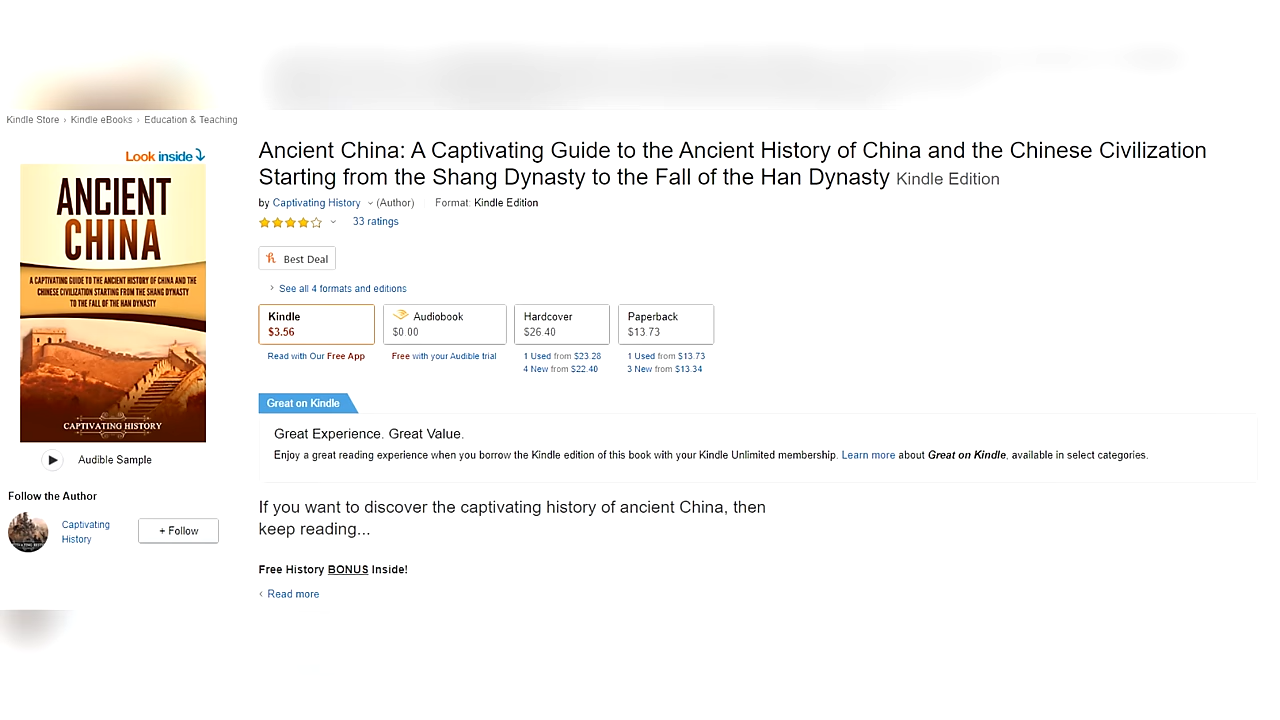 Kindle Store › Kindle eBooks › Education & Teaching
Look inside
ANCIENT
CHINA
A CAPTIVATING GUIDE TO THE ANCIENT HISTORY OF CHINA AND THE
CHINESE CIVILIZATION STARTING FROM THE SHANG DYNASTY
TO THE FALL OF THE HAN DYNASTY
CAPTIVATING HISTORY
Audible Sample
Follow the Author
Captivating
History
+ Follow
Ancient China: A Captivating Guide to the Ancient History of China and the Chinese Civilization
Starting from the Shang Dynasty to the Fall of the Han Dynasty Kindle Edition
by Captivating History (Author) Format: Kindle Edition
33 ratings
Best Deal
› See all 4 formats and editions
Kindle Audiobook Hardcover Paperback
$3.56 $0.00 $26.40 $13.73
Read with Our Free App Free with your Audible trial 1 Used from $23.28 1 Used from $13.73
4 New from $22.40 3 New from $13.34
Great on Kindle
Great Experience. Great Value.
Enjoy a great reading experience when you borrow the Kindle edition of this book with your Kindle Unlimited membership. Learn more about Great on Kindle, available in select categories.
If you want to discover the captivating history of ancient China, then
keep reading...
Free History BONUS Inside!
‹ Read more